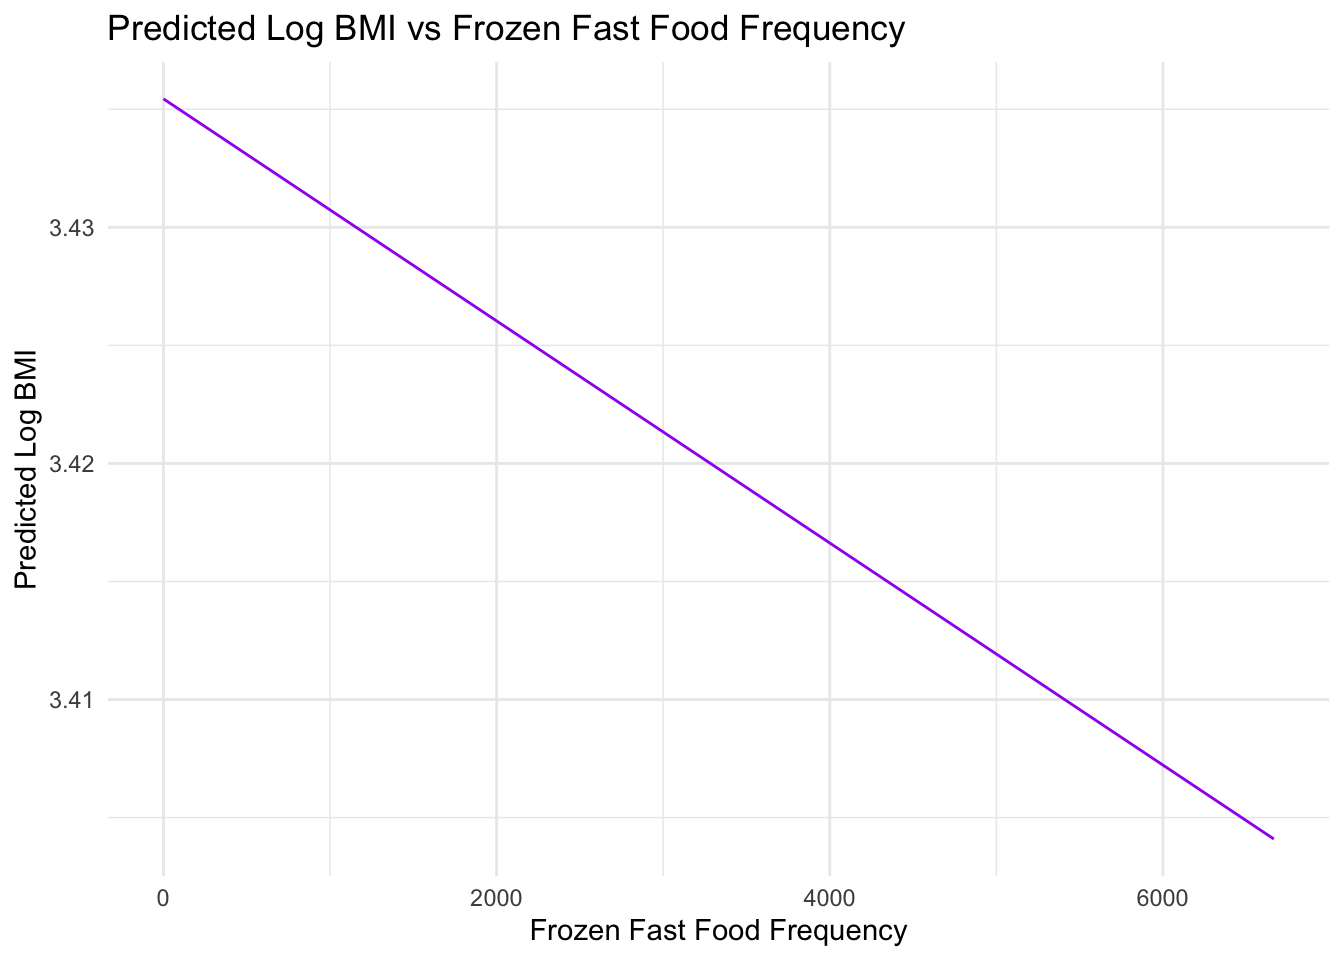 Predicted Log BMI vs Frozen Fast Food Frequency
Predicted Log BMI
3.43
3.42
3.41
0 2000 4000 6000
Frozen Fast Food Frequency